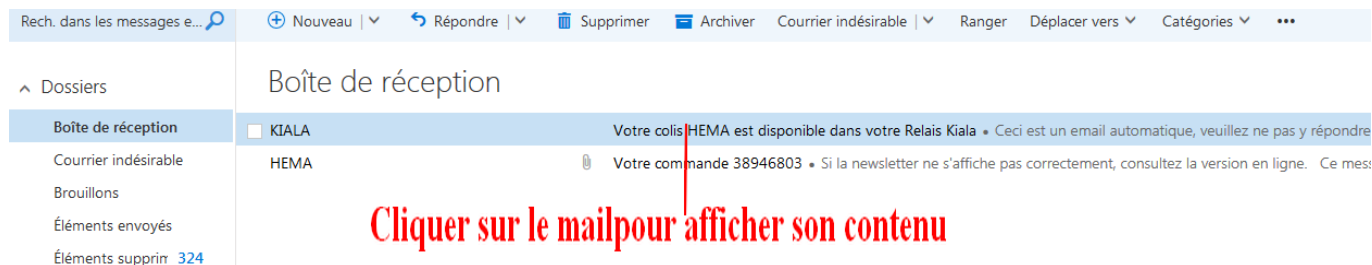 Rech. dans les messages e... Nouveau Répondre Supprimer Archiver Courrier indésirable Ranger Déplacer vers Catégories •••
Dossiers
Boîte de réception
Courrier indésirable
Brouillons
Éléments envoyés
Éléments supprim 324
Boîte de réception
KIALA Votre colis HEMA est disponible dans votre Relais Kiala • Ceci est un email automatique, veuillez ne pas y répondre
HEMA Votre commande 38946803 • Si la newsletter ne s'affiche pas correctement, consultez la version en ligne. Ce mess
Cliquer sur le mailpour afficher son contenu